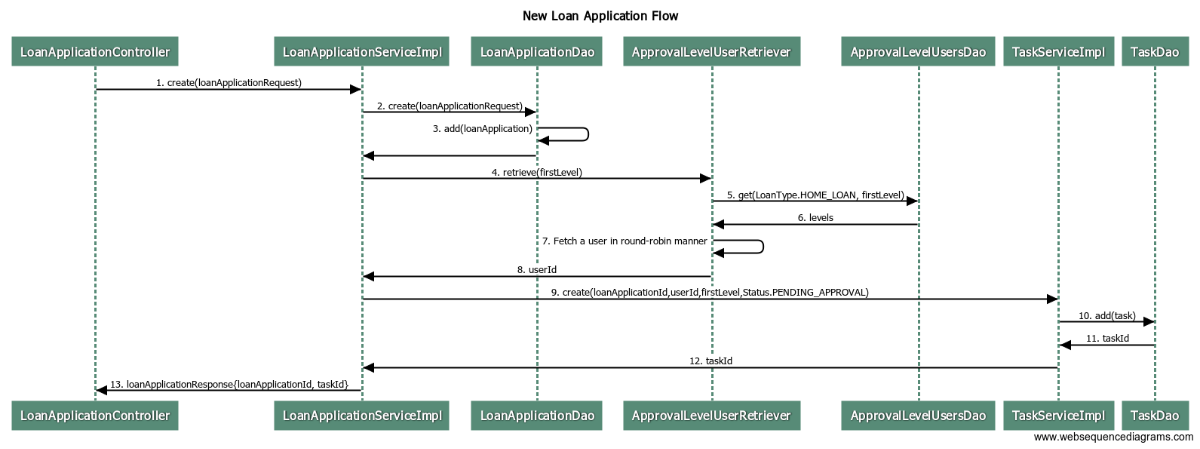 New Loan Application Flow
LoanApplicationController LoanApplicationServiceImpl LoanApplicationDao ApprovalLevelUserRetriever ApprovalLevelUsersDao TaskServiceImpl TaskDao
1. create(loanApplicationRequest)
2. create(loanApplicationRequest)
3. add(loanApplication)
4. retrieve(firstLevel)
5. get(LoanType.HOME_LOAN, firstLevel)
6. levels
7. Fetch a user in round-robin manner
8. userId
9. create(loanApplicationId,userId,firstLevel,Status.PENDING_APPROVAL)
10. add(task)
11. taskId
12. taskId
13. loanApplicationResponse{loanApplicationId, taskId}
LoanApplicationController LoanApplicationServiceImpl LoanApplicationDao ApprovalLevelUserRetriever ApprovalLevelUsersDao TaskServiceImpl TaskDao
www.websequencediagrams.com